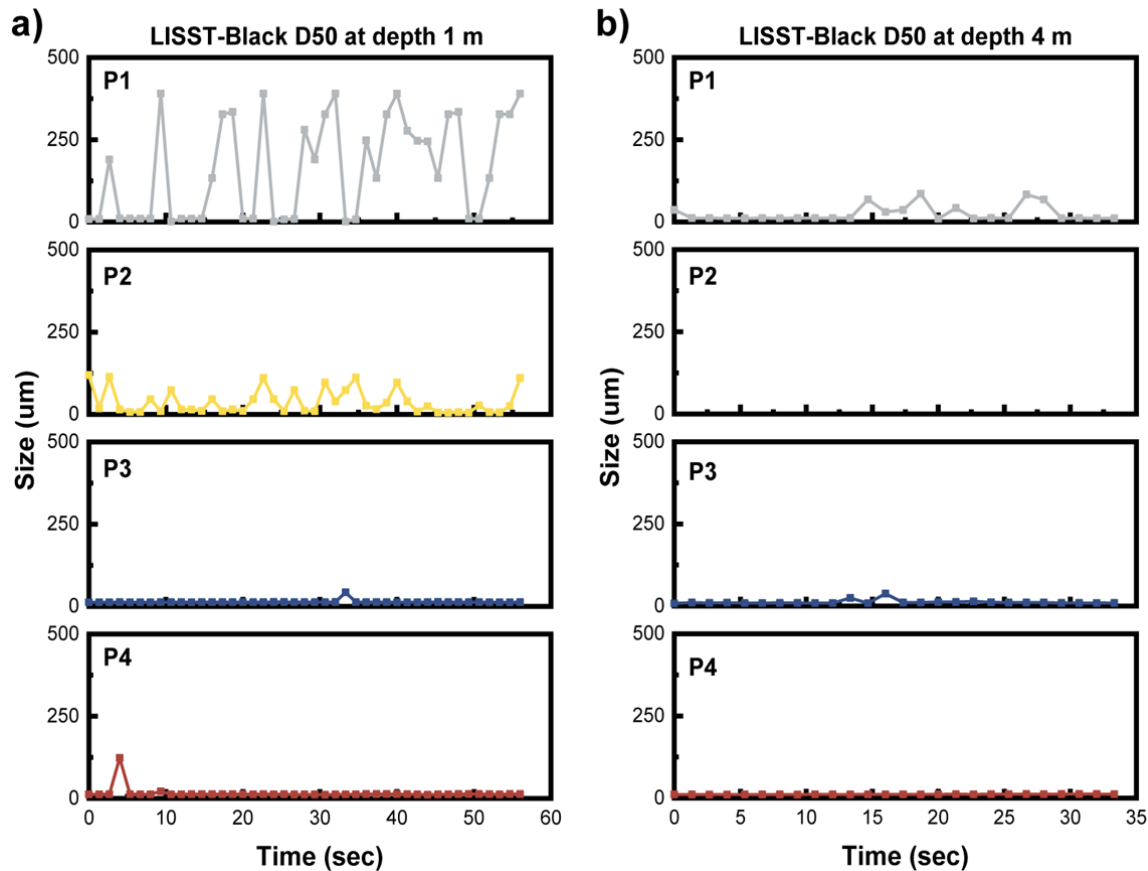 a)
LISST-Black D50 at depth 1 m
500
P1
250
0
500
P2
250
0
500
P3
250
0
500
P4
250
0
0 10 20 30 40 50 60
Size (um)
Time (sec)
b)
LISST-Black D50 at depth 4 m
500
P1
250
0
500
P2
250
0
500
P3
250
0
500
P4
250
0
0 5 10 15 20 25 30 35
Size (um)
Time (sec)